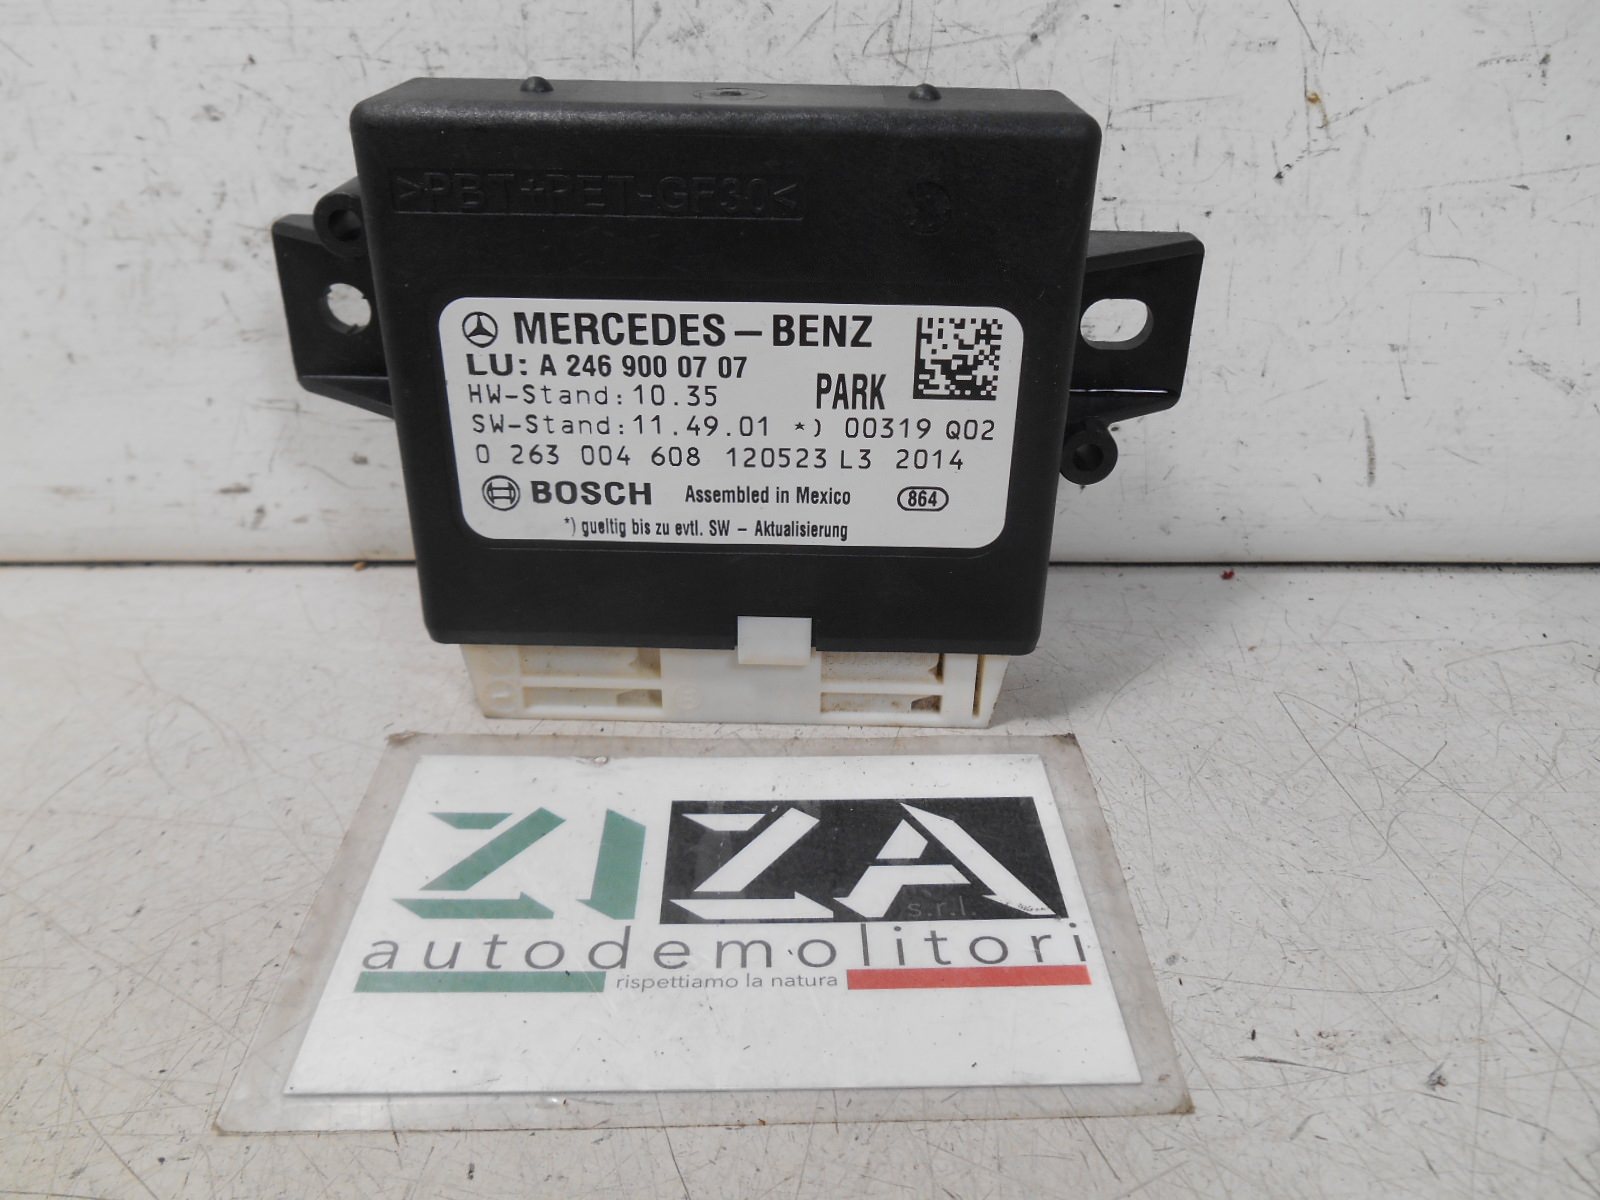 >PBT+PET-GF30<
MERCEDES-BENZ
LU: A 246 900 07 07
HW-Stand: 10.35 PARK
SW-Stand: 11.49.01 *) 00319 Q02
0 263 004 608 120523 L3 2014
BOSCH Assembled in Mexico 864
*) gueltig bis zu evtl. SW - Aktualisierung
ZIZA
s.r.l.
autodemolitori
rispettiamo la natura